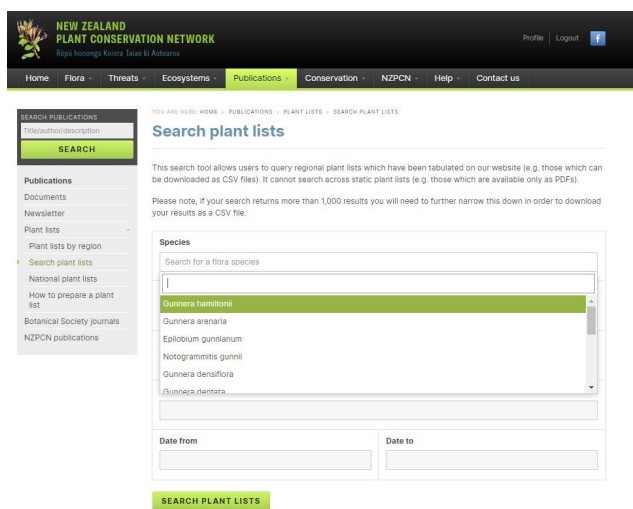 NEW ZEALAND
PLANT CONSERVATION NETWORK
Rōpū hononga Koiora Taiao ki Aotearoa
Profile Logout f
Home Flora Threats Ecosystems Publications Conservation NZPCN Help Contact us
SEARCH PUBLICATIONS
Title/author/description
SEARCH
Publications
Documents
Newsletter
Plant lists
Plant lists by region
Search plant lists
National plant lists
How to prepare a plant
list
Botanical Society journals
NZPCN publications
YOU ARE HERE: HOME > PUBLICATIONS > PLANT LISTS > SEARCH PLANT LISTS
Search plant lists
This search tool allows users to query regional plant lists which have been tabulated on our website (e.g. those which can
be downloaded as CSV files). It cannot search across static plant lists (e.g. those which are available only as PDFs).
Please note, if your search returns more than 1,000 results you will need to further narrow this down in order to download
your results as a CSV file.
Species
Search for a flora species
Gunnera hamiltonii
Gunnera arenaria
Epilobium gunnianum
Notogrammitis gunnii
Gunnera densiflora
Gunnera dentata
Date from Date to
SEARCH PLANT LISTS